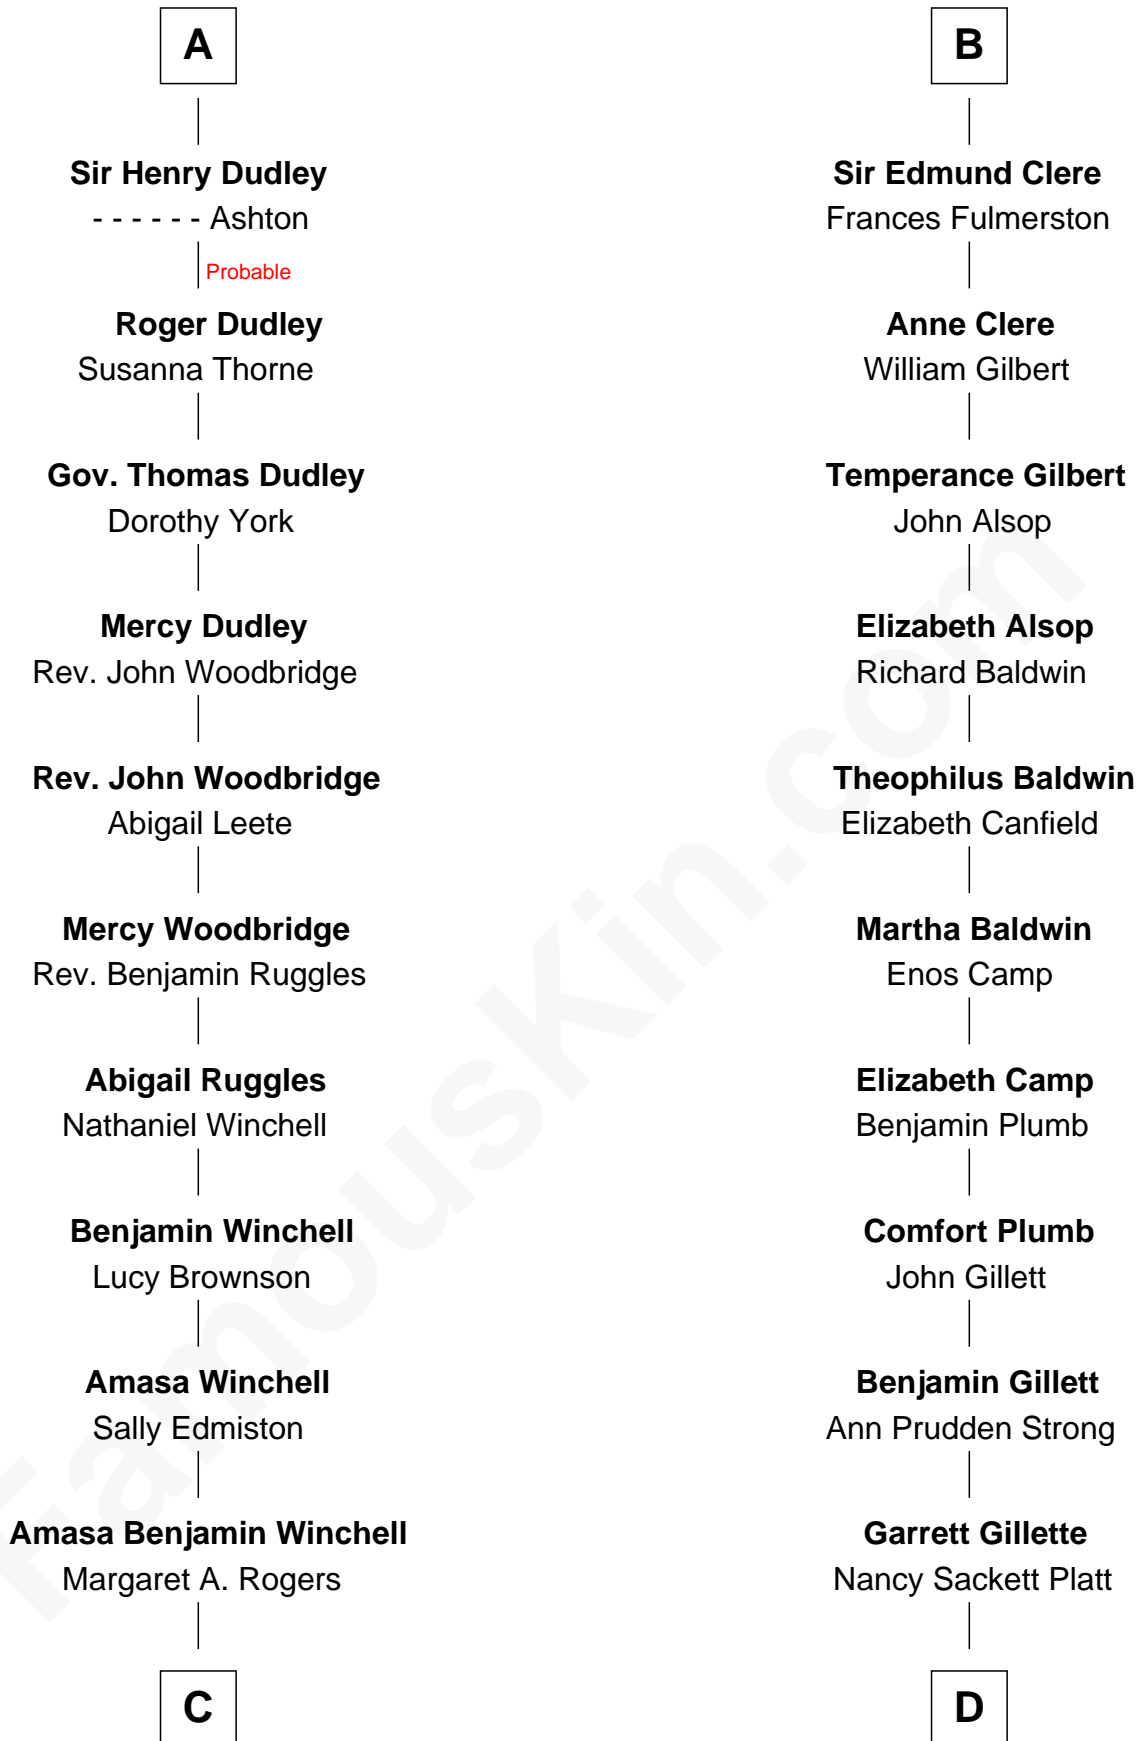 A
Sir Henry Dudley
- - - - - - Ashton
Probable
Roger Dudley
Susanna Thorne
Gov. Thomas Dudley
Dorothy York
Mercy Dudley
Rev. John Woodbridge
Rev. John Woodbridge
Abigail Leete
Mercy Woodbridge
Rev. Benjamin Ruggles
Abigail Ruggles
Nathaniel Winchell
Benjamin Winchell
Lucy Brownson
Amasa Winchell
Sally Edmiston
Amasa Benjamin Winchell
Margaret A. Rogers
C
B
Sir Edmund Clere
Frances Fulmerston
Anne Clere
William Gilbert
Temperance Gilbert
John Alsop
Elizabeth Alsop
Richard Baldwin
Theophilus Baldwin
Elizabeth Canfield
Martha Baldwin
Enos Camp
Elizabeth Camp
Benjamin Plumb
Comfort Plumb
John Gillett
Benjamin Gillett
Ann Prudden Strong
Garrett Gillette
Nancy Sackett Platt
D
FamousKin.com